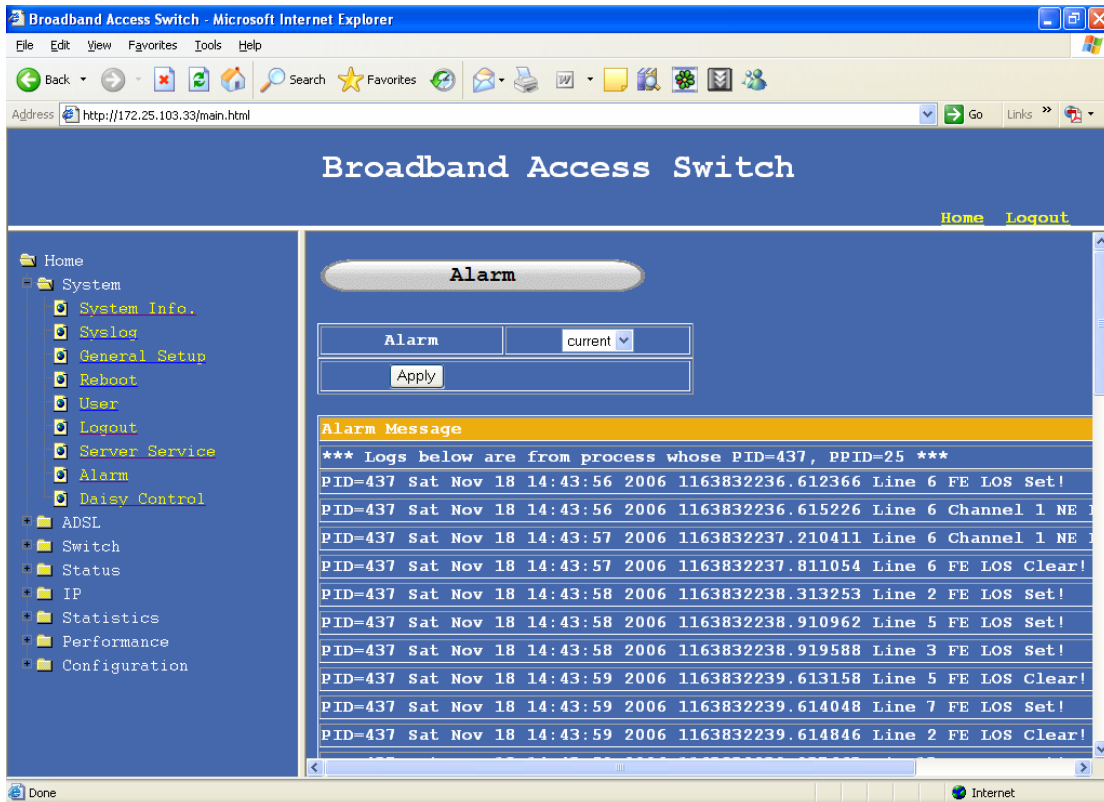 Broadband Access Switch - Microsoft Internet Explorer
File Edit View Favorites Tools Help
Back Search Favorites
Address http://172.25.103.33/main.html Go Links »
Broadband Access Switch
Home Logout
Home
System
System Info.
Syslog
General Setup
Reboot
User
Logout
Server Service
Alarm
Daisy Control
ADSL
Switch
Status
IP
Statistics
Performance
Configuration
Alarm
Alarm current
Apply
Alarm Message
*** Logs below are from process whose PID=437, PPID=25 ***
PID=437 Sat Nov 18 14:43:56 2006 1163832236.612366 Line 6 FE LOS Set!
PID=437 Sat Nov 18 14:43:56 2006 1163832236.615226 Line 6 Channel 1 NE
PID=437 Sat Nov 18 14:43:57 2006 1163832237.210411 Line 6 Channel 1 NE
PID=437 Sat Nov 18 14:43:57 2006 1163832237.811054 Line 6 FE LOS Clear!
PID=437 Sat Nov 18 14:43:58 2006 1163832238.313253 Line 2 FE LOS Set!
PID=437 Sat Nov 18 14:43:58 2006 1163832238.910962 Line 5 FE LOS Set!
PID=437 Sat Nov 18 14:43:58 2006 1163832238.919588 Line 3 FE LOS Set!
PID=437 Sat Nov 18 14:43:59 2006 1163832239.613158 Line 5 FE LOS Clear!
PID=437 Sat Nov 18 14:43:59 2006 1163832239.614048 Line 7 FE LOS Set!
PID=437 Sat Nov 18 14:43:59 2006 1163832239.614846 Line 2 FE LOS Clear!
Done Internet